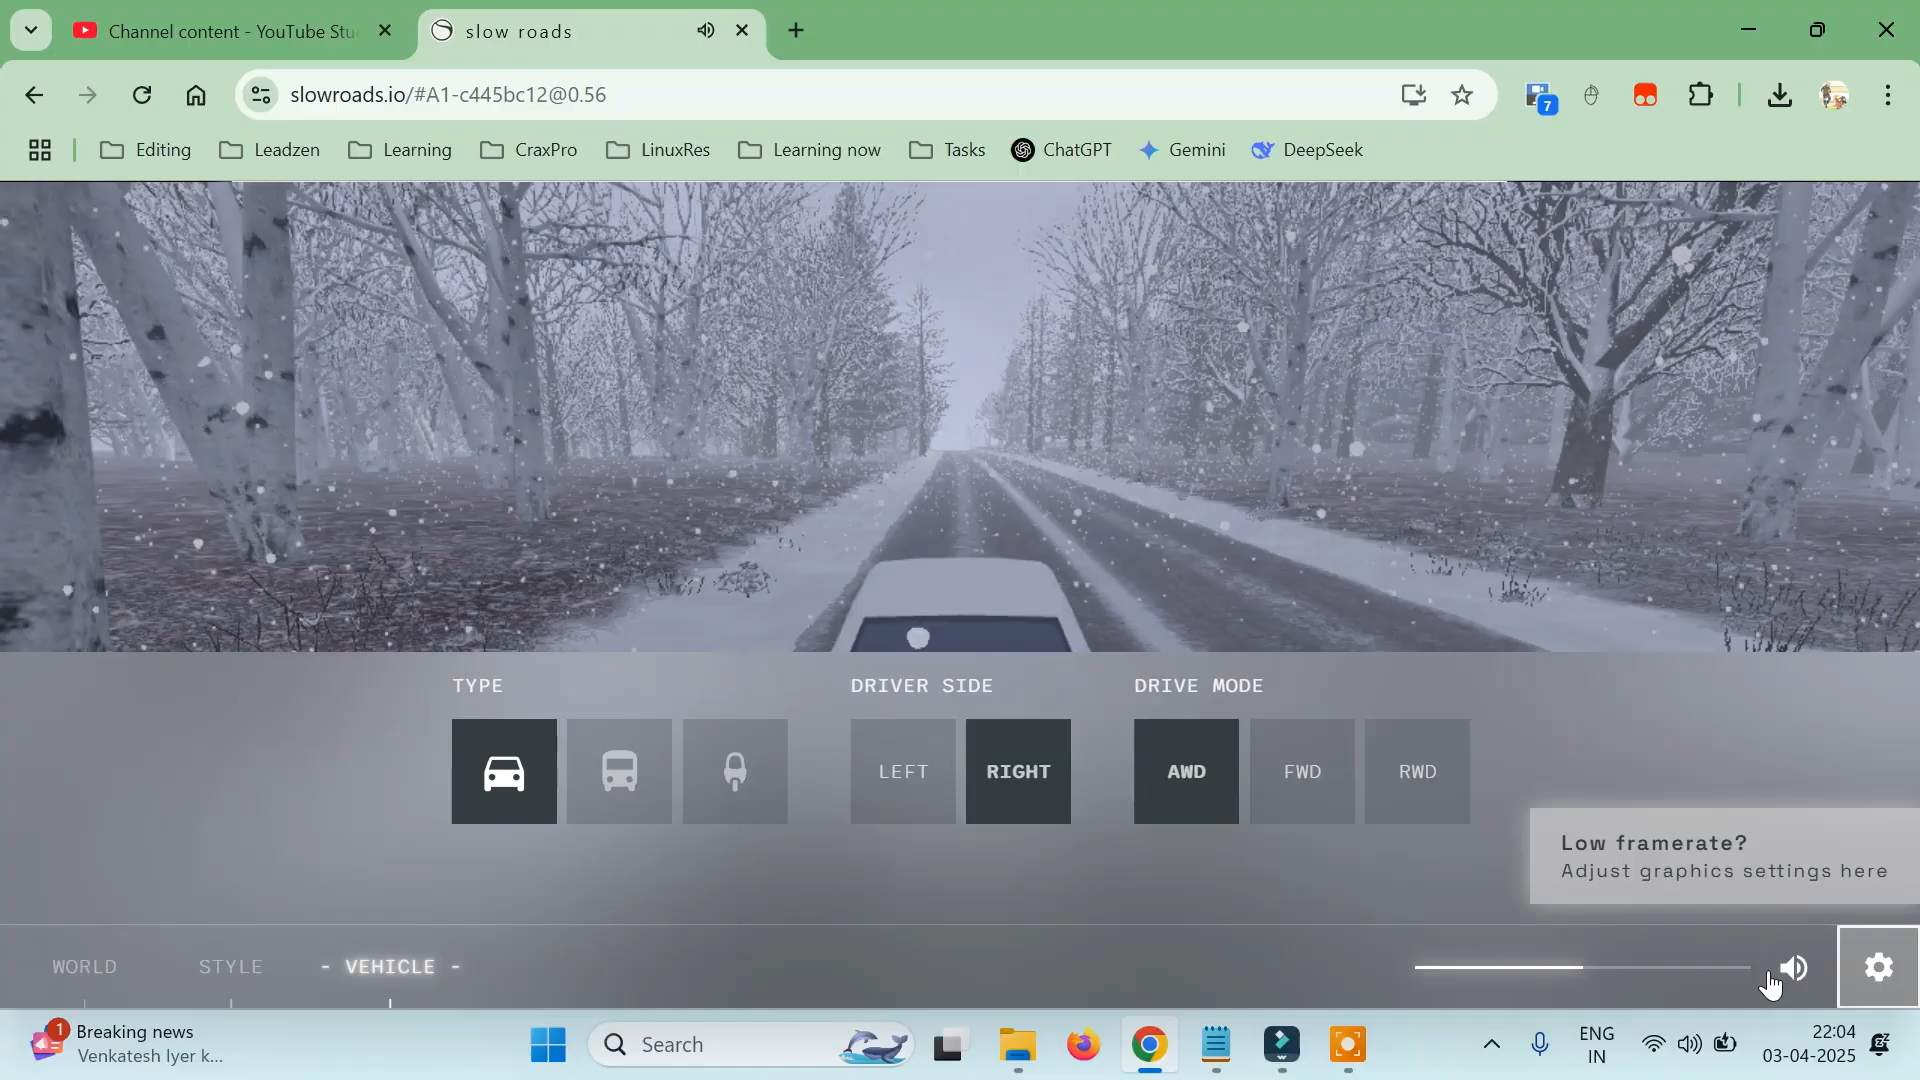 Channel content - YouTube Stu
slow roads
slowroads.io/#A1-c445bc12@0.56
7
Editing
Leadzen
Learning
CraxPro
LinuxRes
Learning now
Tasks
ChatGPT
Gemini
DeepSeek
TYPE
DRIVER SIDE
DRIVE MODE
LEFT
RIGHT
AWD
FWD
RWD
Low framerate?
Adjust graphics settings here
WORLD
STYLE
- VEHICLE -
1
Breaking news
Venkatesh Iyer k...
Search
ENG
IN
22:04
03-04-2025